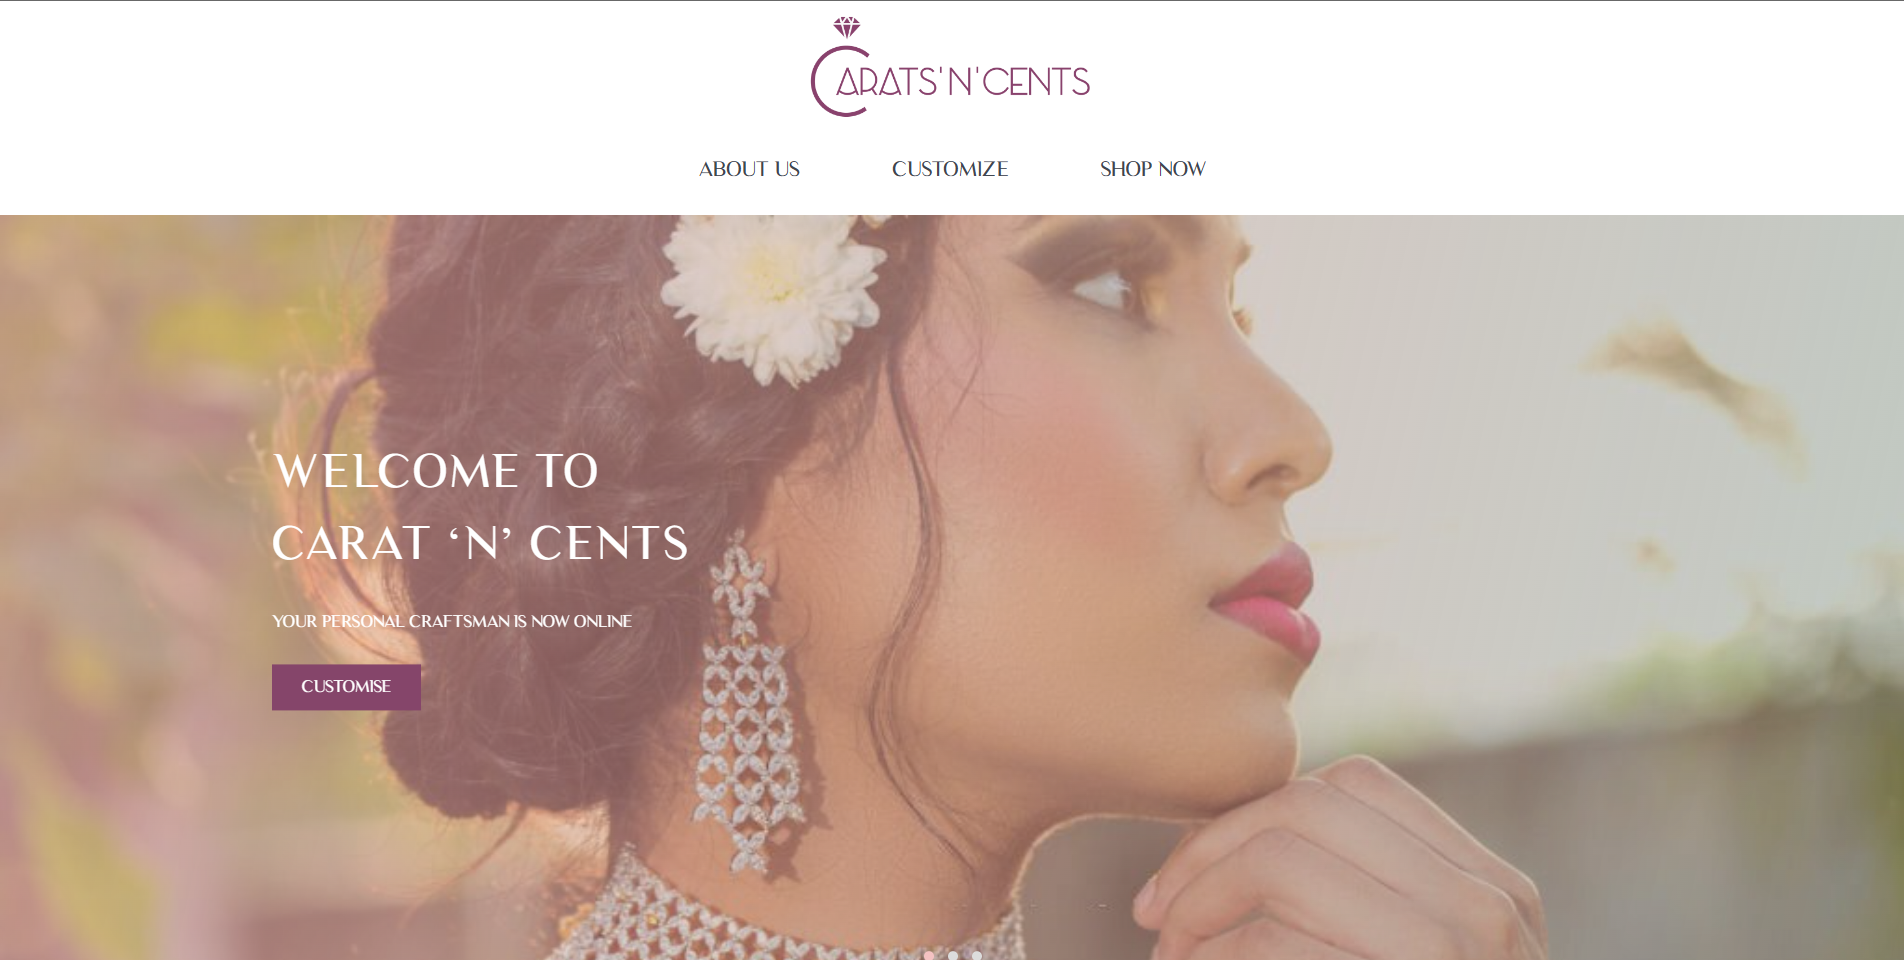 CARATS'N'CENTS
ABOUT US
CUSTOMIZE
SHOP NOW
WELCOME TO
CARAT ‘N’ CENTS
YOUR PERSONAL CRAFTSMAN IS NOW ONLINE
CUSTOMISE